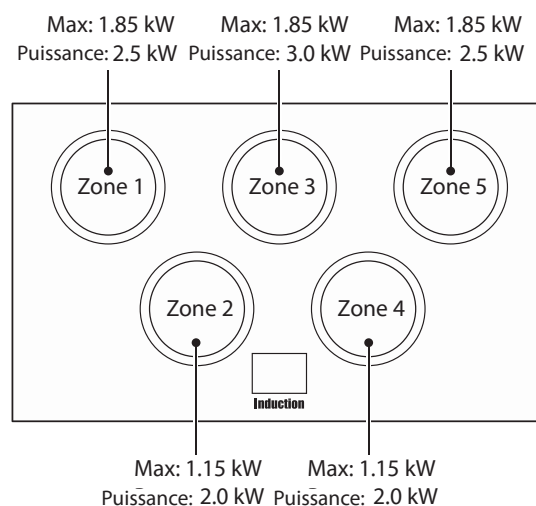 Max: 1.85 kW Max: 1.85 kW Max: 1.85 kW
Puissance: 2.5 kW Puissance: 3.0 kW Puissance: 2.5 kW
Zone 1 Zone 3 Zone 5
Zone 2 Zone 4
Induction
Max: 1.15 kW Max: 1.15 kW
Puissance: 2.0 kW Puissance: 2.0 kW